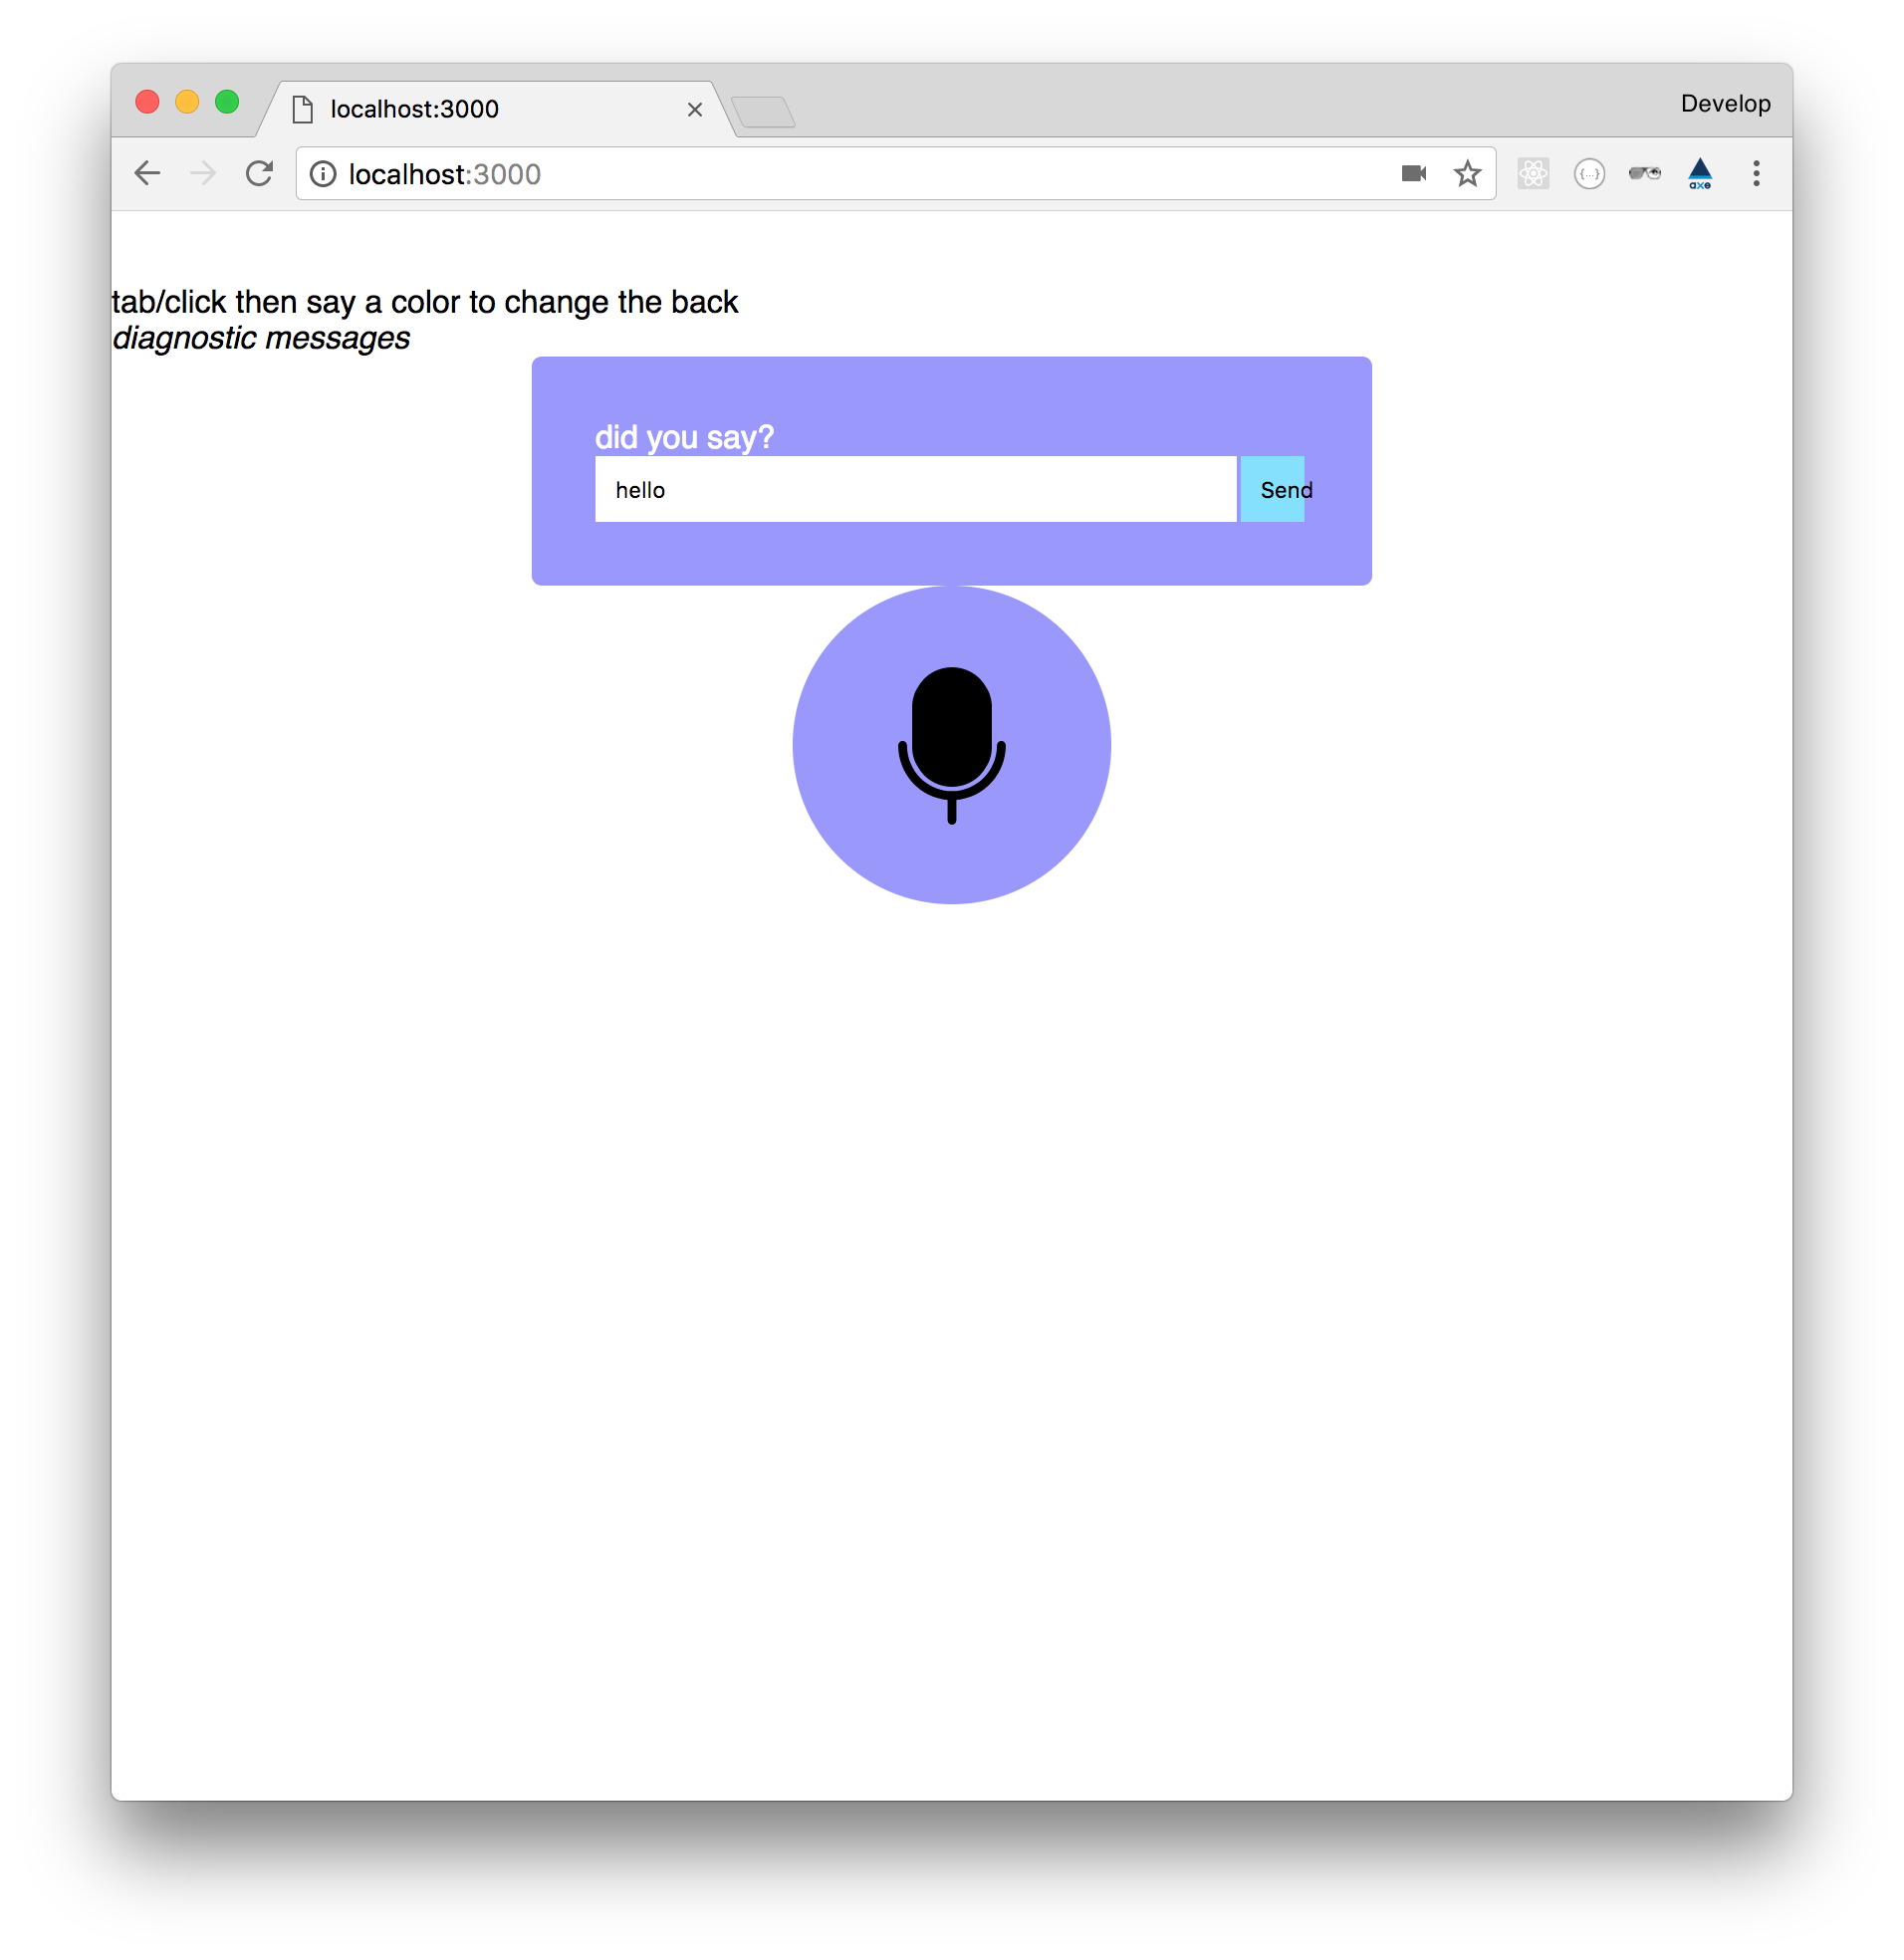 localhost:3000
Develop
localhost:3000
{...}
axe
tab/click then say a color to change the back
diagnostic messages
did you say?
hello
Send